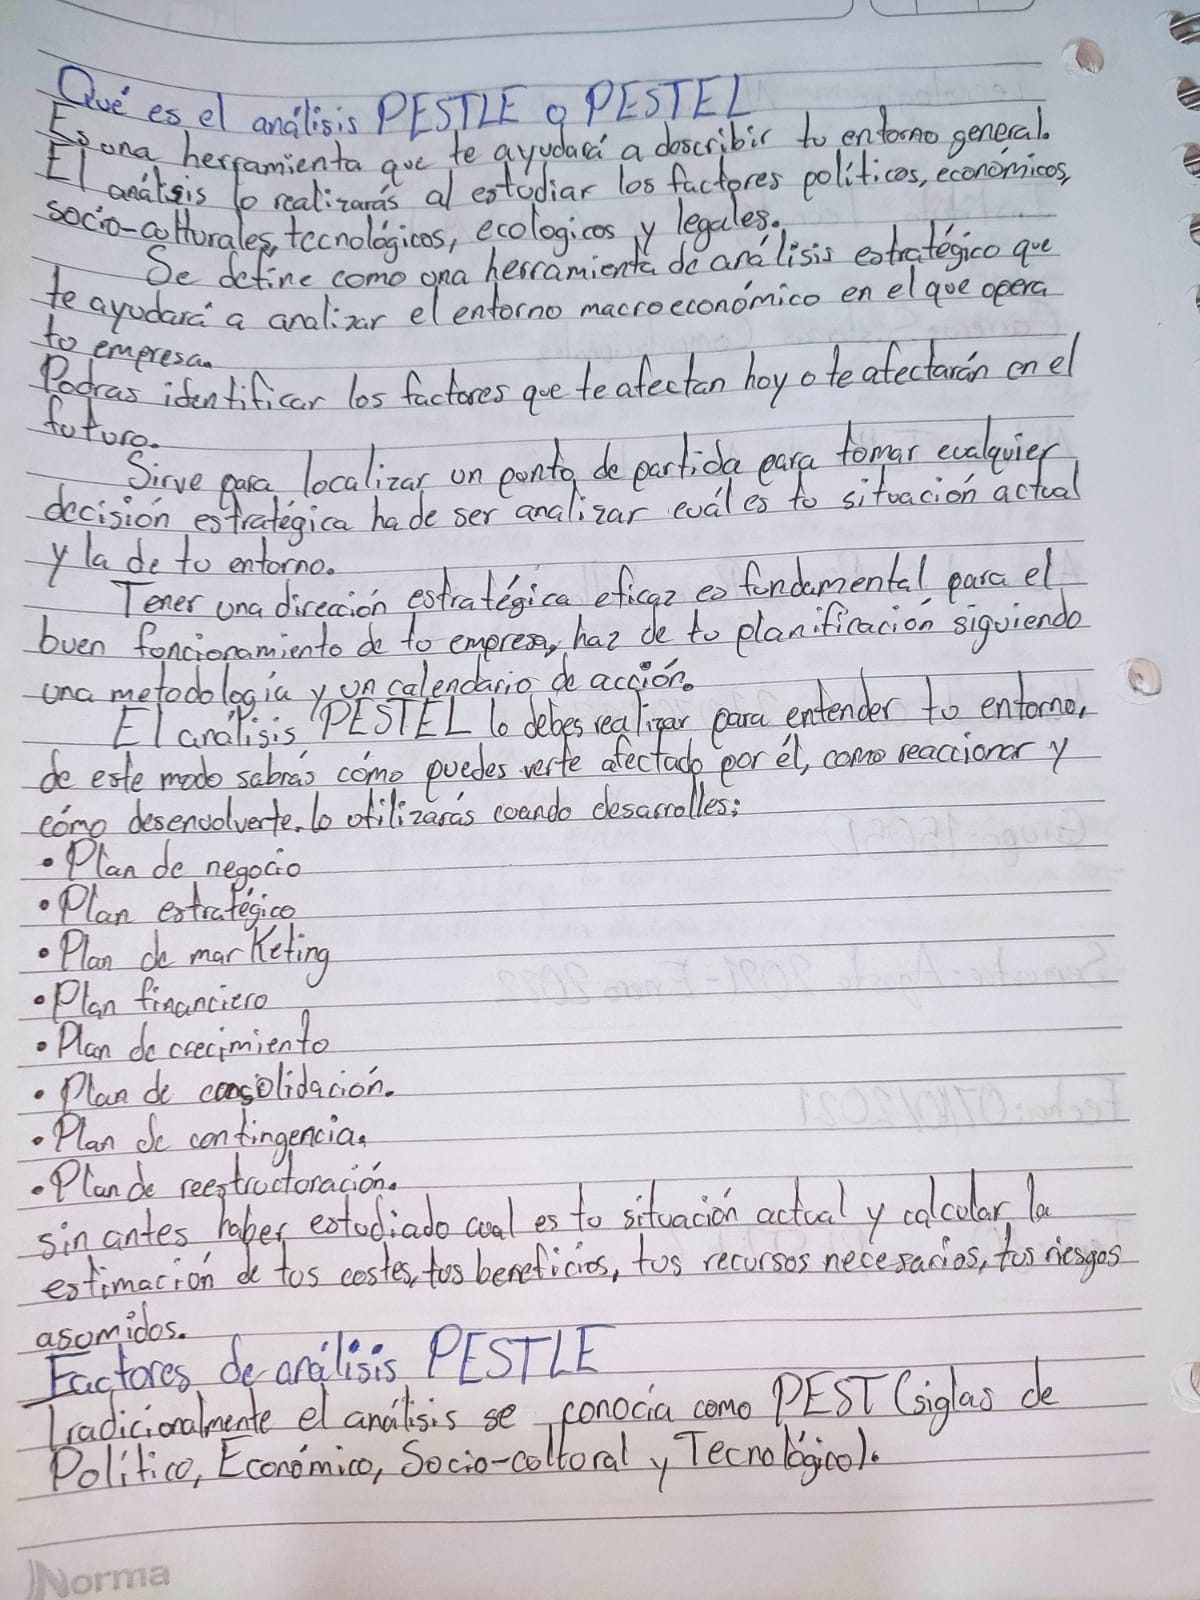 Qué es el análisis PESTLE o PESTEL
Es una herramienta que te ayudará a describir tu entorno general.
El análisis lo realizarás al estudiar los factores políticos, económicos,
socio-culturales, tecnológicos, ecologicos y legales.
Se define como una herramienta de análisis estratégico que
te ayudará a analizar el entorno macroeconómico en el que opera
tu empresa.
Podras identificar los factores que te afectan hoy o te afectarán en el
futuro.
Sirve para localizar un punto de partida para tomar cualquier
decisión estratégica ha de ser analizar cuál es tu situación actual
y la de tu entorno.
Tener una dirección estratégica eficaz es fundamental para el
buen funcionamiento de tu empresa, haz de tu planificación siguiendo
una metodología y un calendario de acción.
El análisis PESTEL lo debes realizar para entender tu entorno,
de este modo sabrás cómo puedes verte afectado por él, como reaccionar y
cómo desenvolverte, lo utilizarás cuando desarrolles:
• Plan de negocio
• Plan estratégico
• Plan de marketing
• Plan financiero
• Plan de crecimiento
• Plan de consolidación.
• Plan de contingencia.
• Plan de reestructuración.
sin antes haber estudiado cual es tu situación actual y calcular la
estimación de tus costes, tus beneficios, tus recursos necesarios, tus riesgos
asumidos.
Factores de análisis PESTLE
Tradicionalmente el análisis se conocía como PEST (siglas de
Político, Económico, Socio-cultural y Tecnológico).
Norma